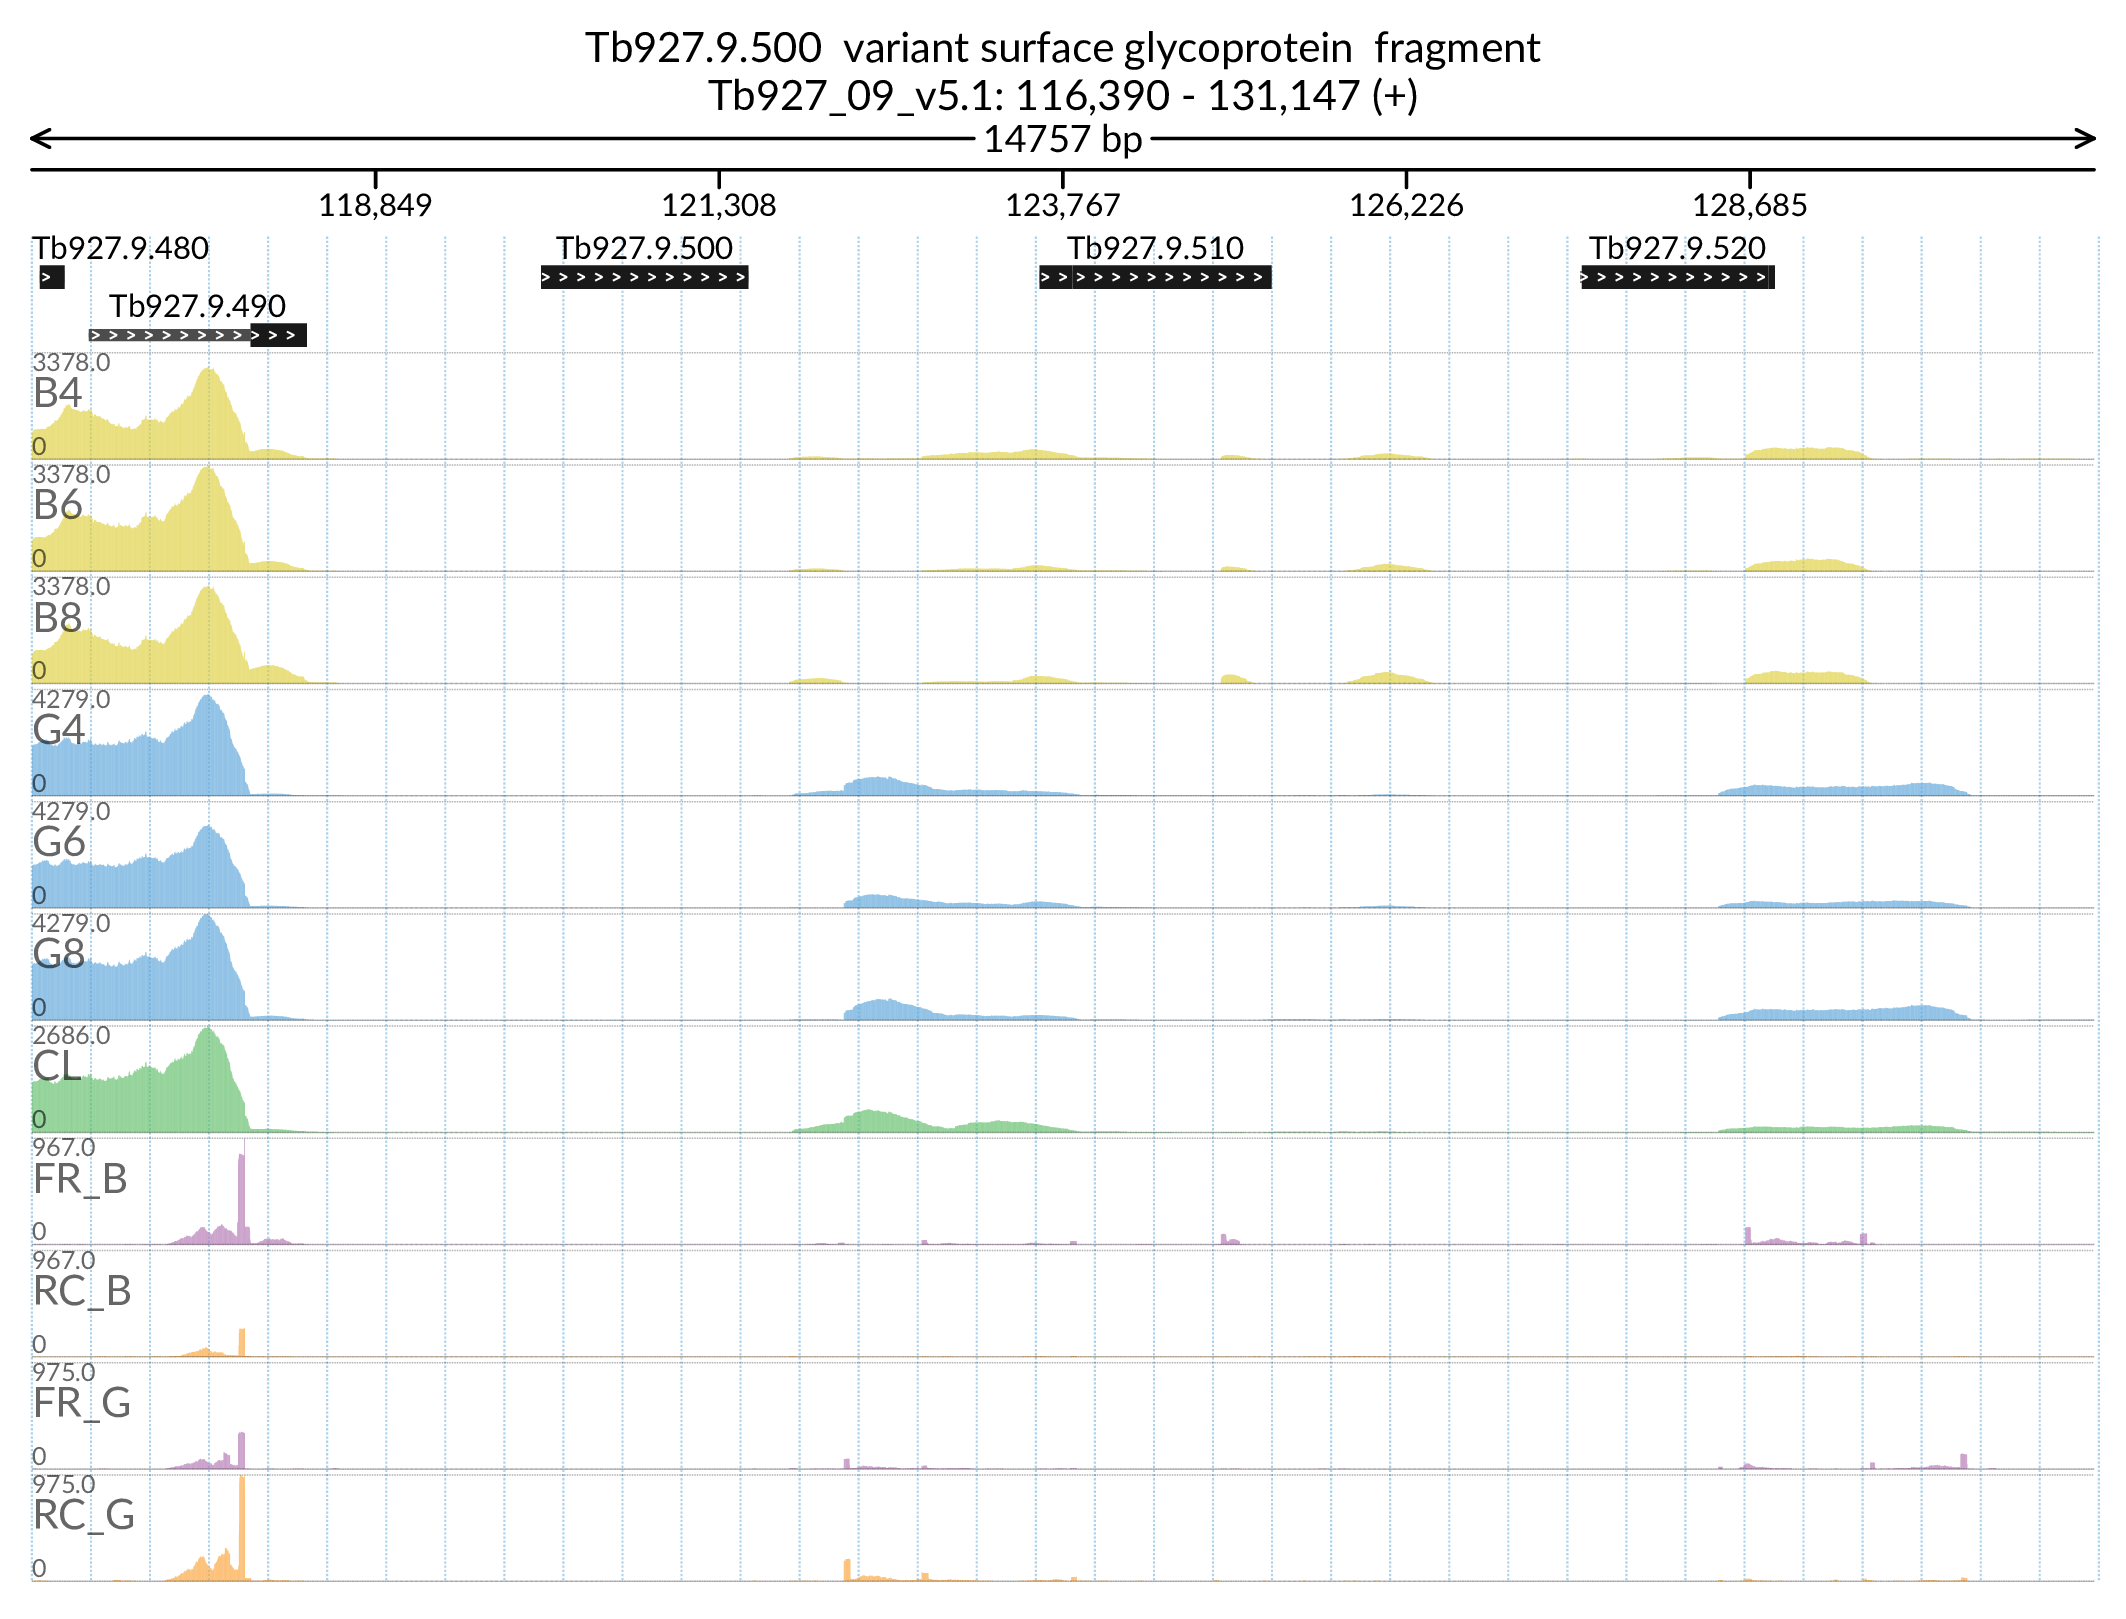 Tb927.9.500 variant surface glycoprotein fragment
Tb927_09_v5.1: 116,390 - 131,147 (+)
14757 bp
118,849 121,308 123,767 126,226 128,685
Tb927.9.480 Tb927.9.500 Tb927.9.510 Tb927.9.520
Tb927.9.490
3378.0
B4
0
3378.0
B6
0
3378.0
B8
0
4279.0
G4
0
4279.0
G6
0
4279.0
G8
0
2686.0
CL
0
967.0
FR_B
0
967.0
RC_B
0
975.0
FR_G
0
975.0
RC_G
0